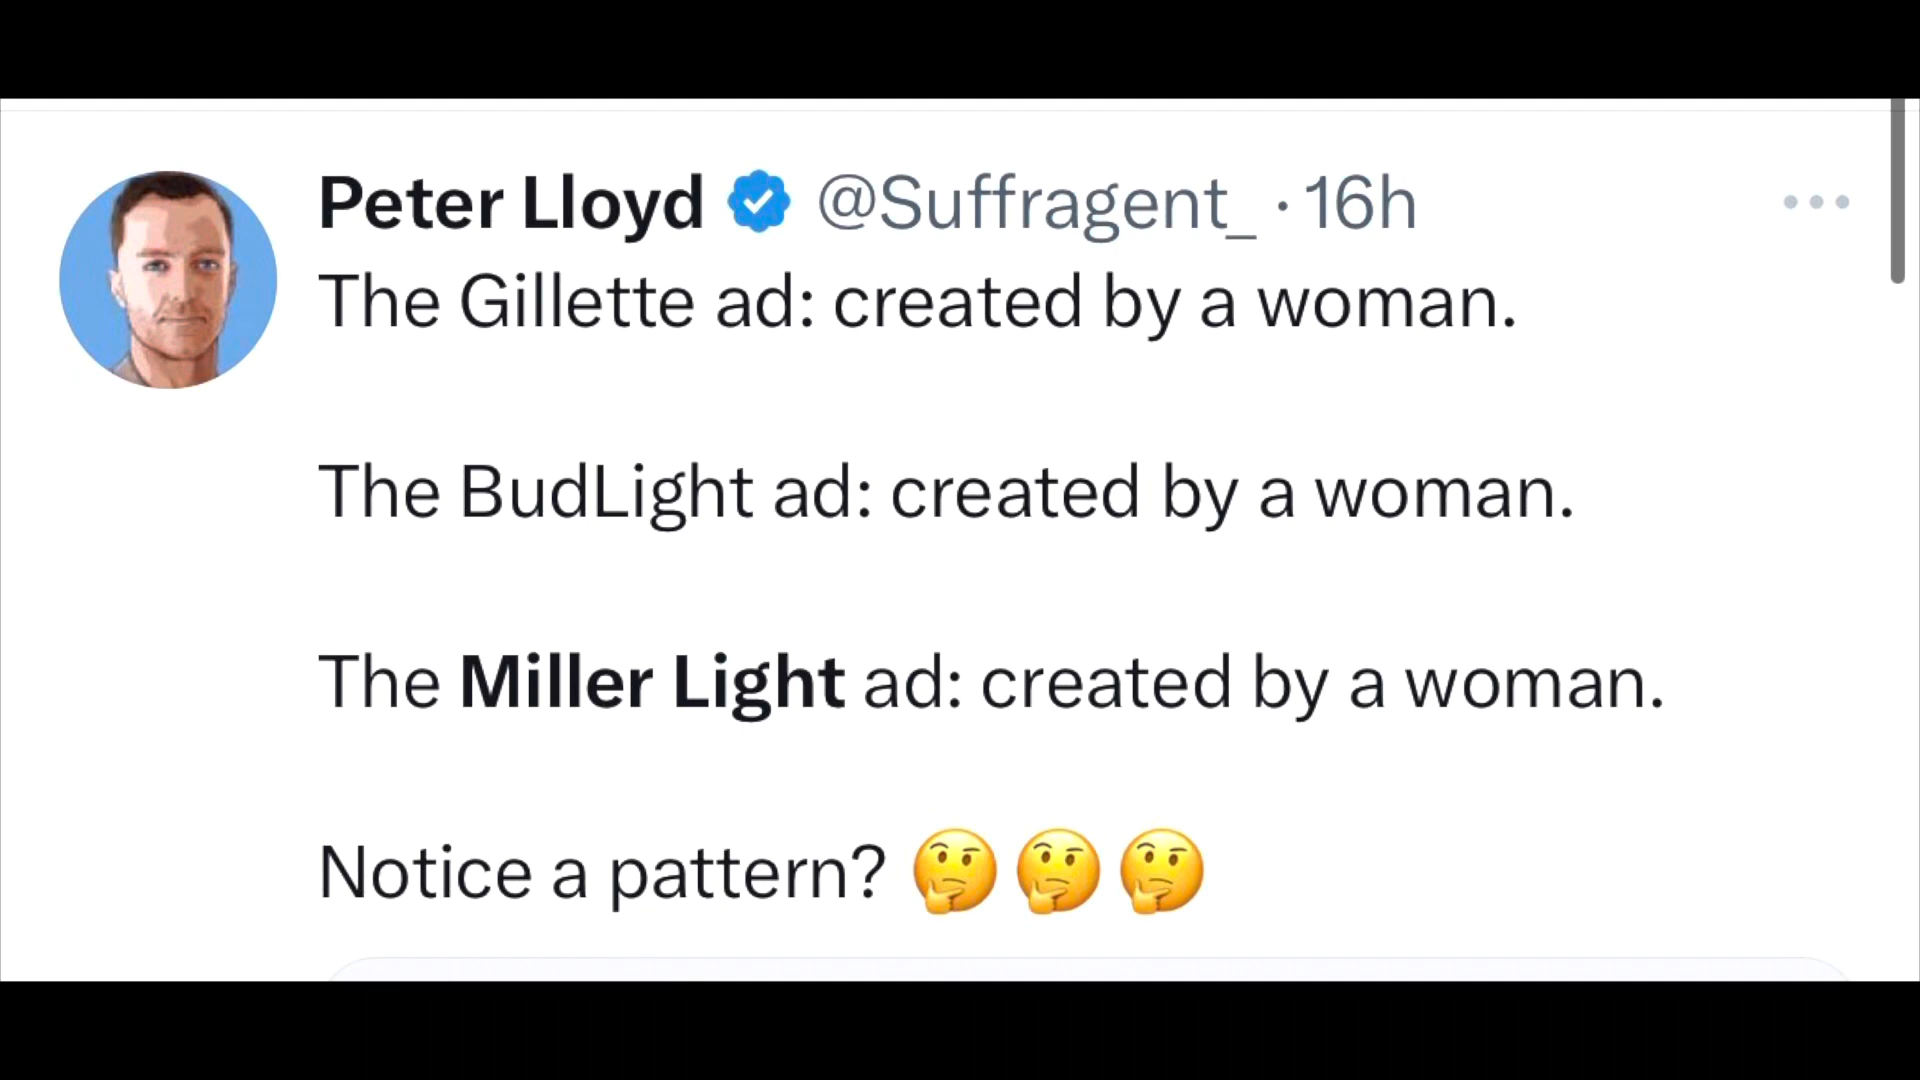 Peter Lloyd @Suffragent_ · 16h
The Gillette ad: created by a woman.
The BudLight ad: created by a woman.
The Miller Light ad: created by a woman.
Notice a pattern? 🤔🤔🤔